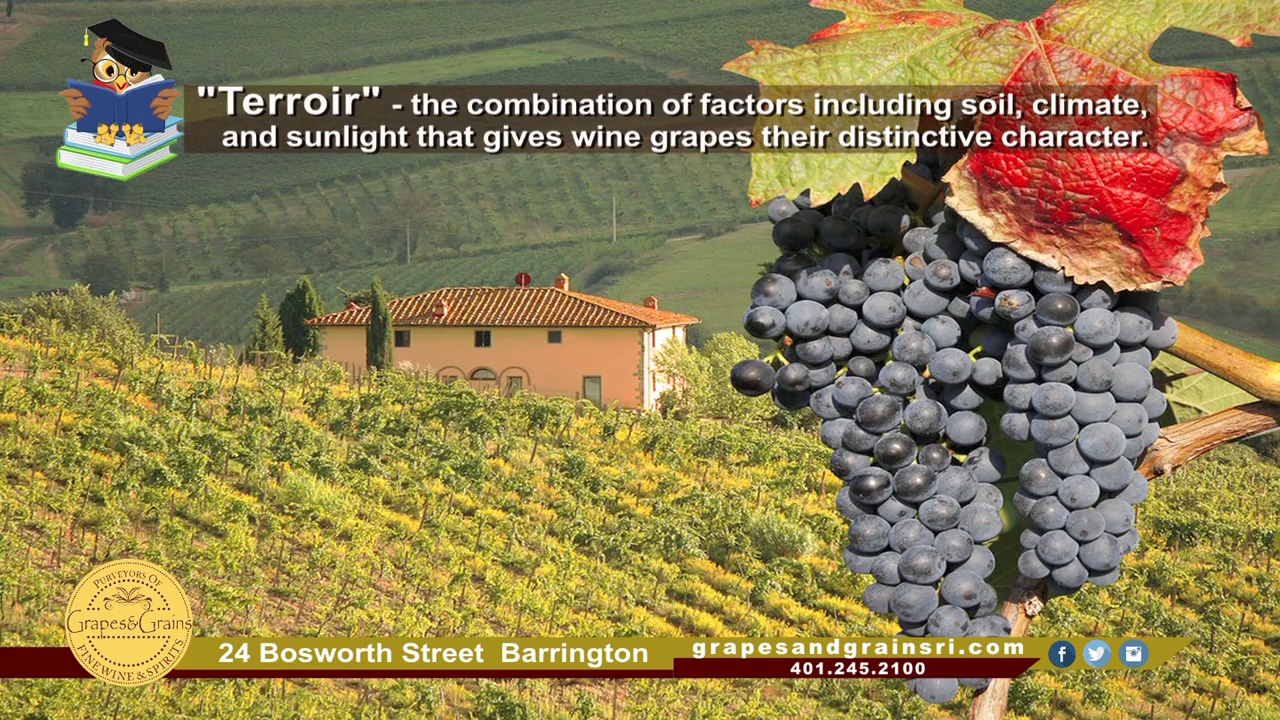 "Terroir" - the combination of factors including soil, climate,
and sunlight that gives wine grapes their distinctive character.
PURVEYORS OF
Grapes&Grains
FINE WINE & SPIRITS
24 Bosworth Street Barrington
grapesandgrainsri.com
401.245.2100